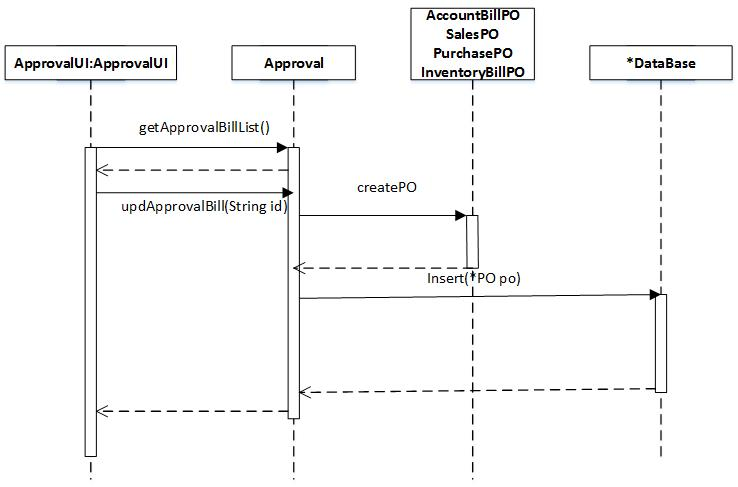 ApprovalUI:ApprovalUI
Approval
AccountBillPO
SalesPO
PurchasePO
InventoryBillPO
*DataBase
getApprovalBillList()
updApprovalBill(String id)
createPO
Insert(*PO po)